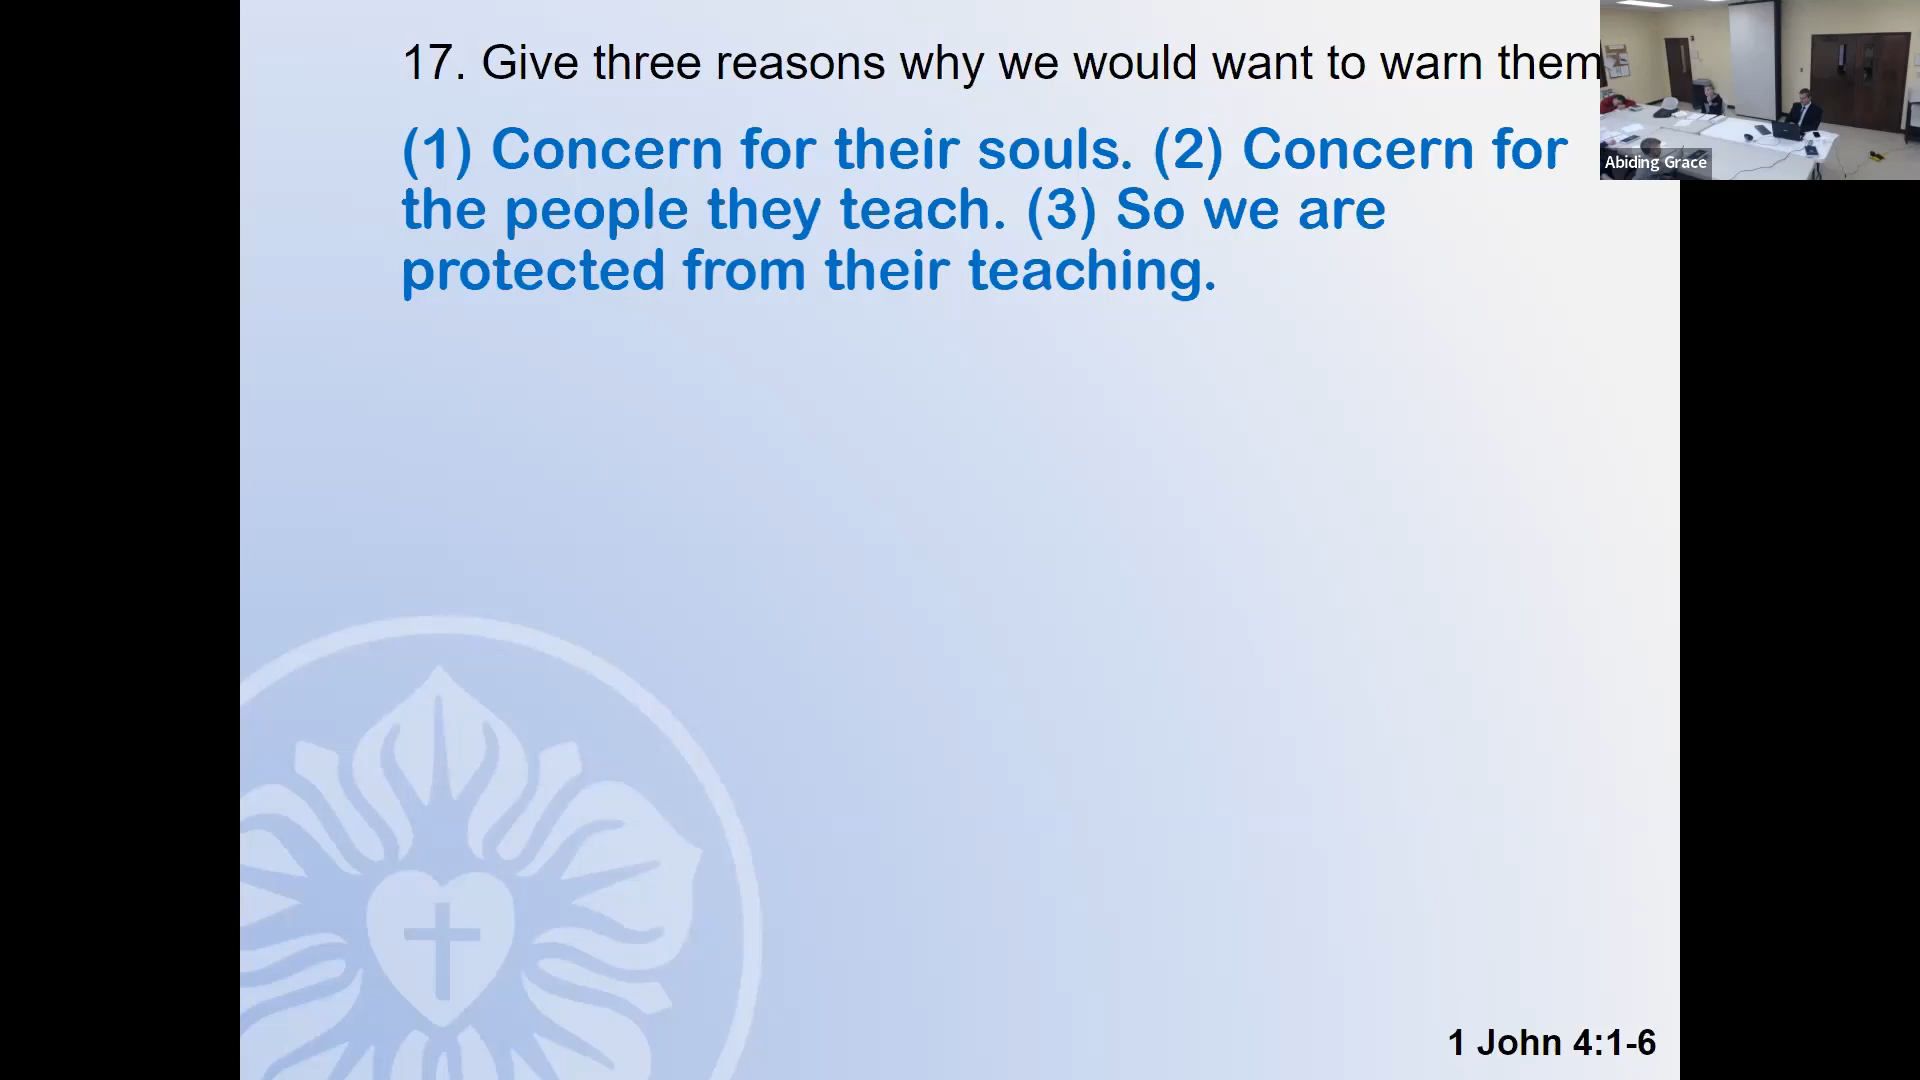 17. Give three reasons why we would want to warn them
(1) Concern for their souls. (2) Concern for
the people they teach. (3) So we are
protected from their teaching.
Abiding Grace
1 John 4:1-6